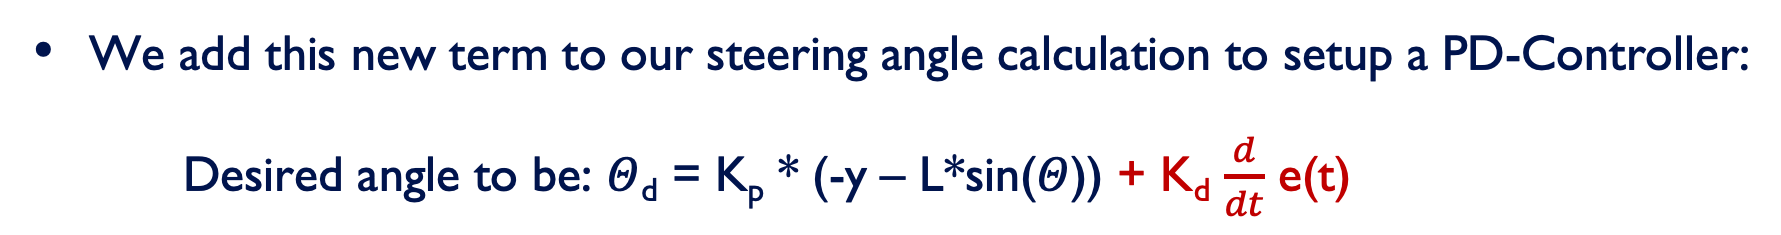 • We add this new term to our steering angle calculation to setup a PD-Controller:
Desired angle to be: 𝛩d = Kp * (-y – L*sin(𝛩)) + Kd d/dt e(t)